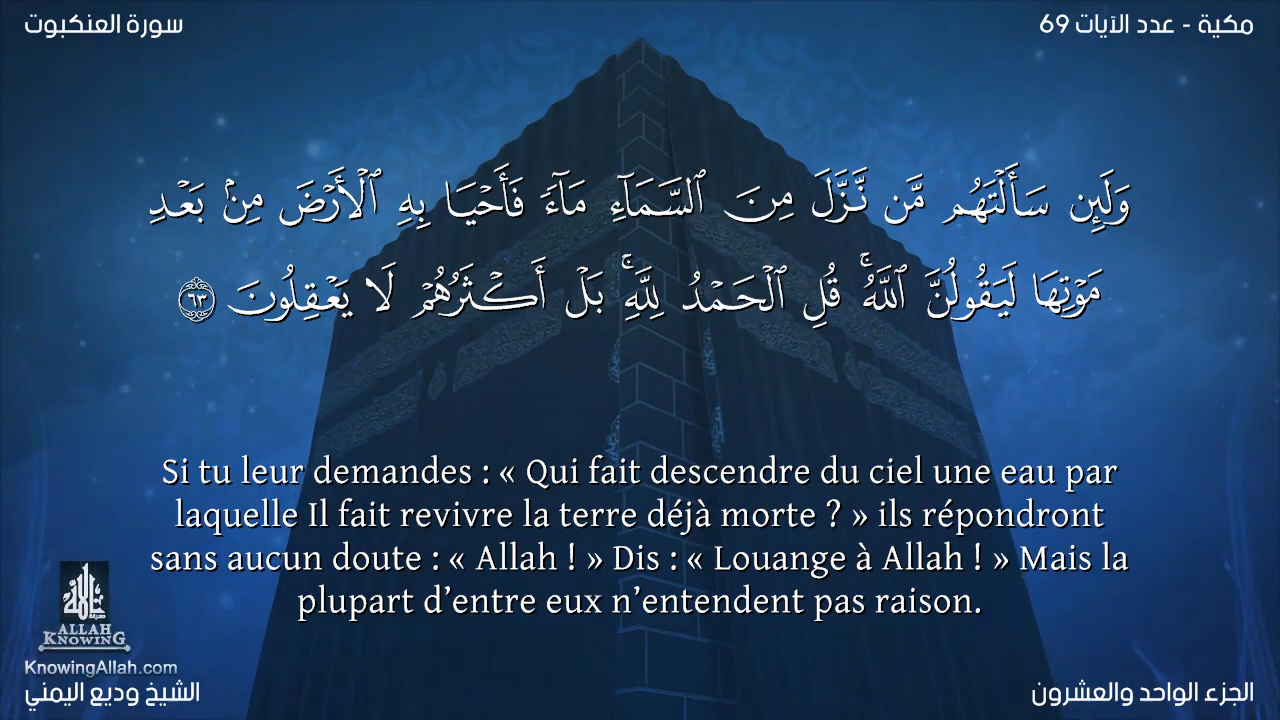 مكية - عدد الآيات 69
سورة العنكبوت
وَلَئِن سَأَلْتَهُم مَّن نَّزَّلَ مِنَ ٱلسَّمَآءِ مَآءً فَأَحْيَا بِهِ ٱلْأَرْضَ مِنۢ بَعْدِ
مَوْتِهَا لَيَقُولُنَّ ٱللَّهُ ۚ قُلِ ٱلْحَمْدُ لِلَّهِ ۚ بَلْ أَكْثَرُهُمْ لَا يَعْقِلُونَ ٦٣
Si tu leur demandes : « Qui fait descendre du ciel une eau par
laquelle Il fait revivre la terre déjà morte ? » ils répondront
sans aucun doute : « Allah ! » Dis : « Louange à Allah ! » Mais la
plupart d’entre eux n’entendent pas raison.
ALLAH
KNOWING
KnowingAllah.com
الشيخ وديع اليمني
الجزء الواحد والعشرون